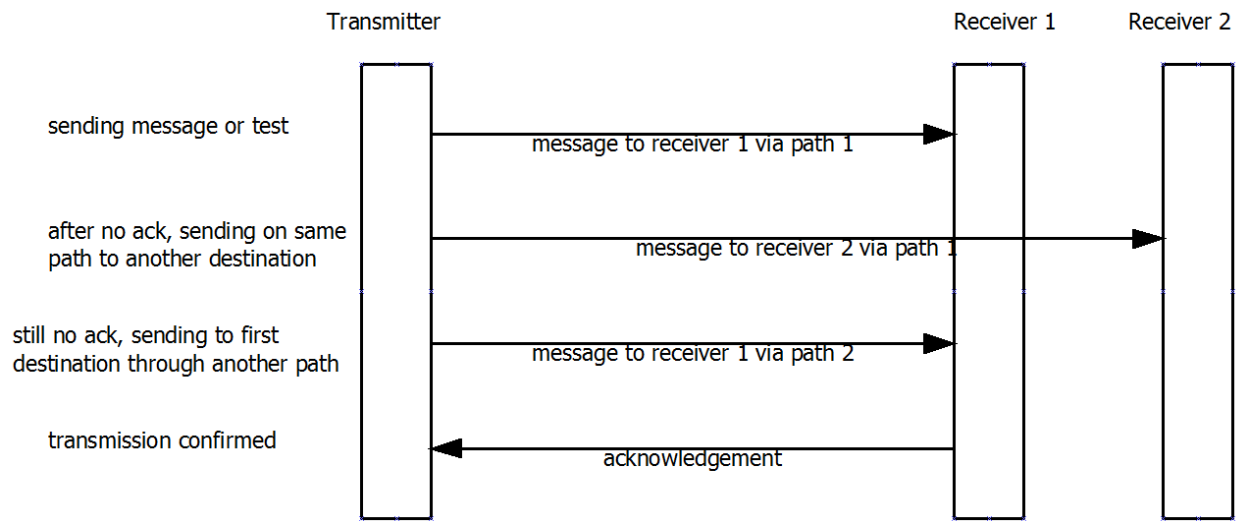 Transmitter
Receiver 1
Receiver 2
sending message or test
message to receiver 1 via path 1
after no ack, sending on same
path to another destination
message to receiver 2 via path 1
still no ack, sending to first
destination through another path
message to receiver 1 via path 2
transmission confirmed
acknowledgement